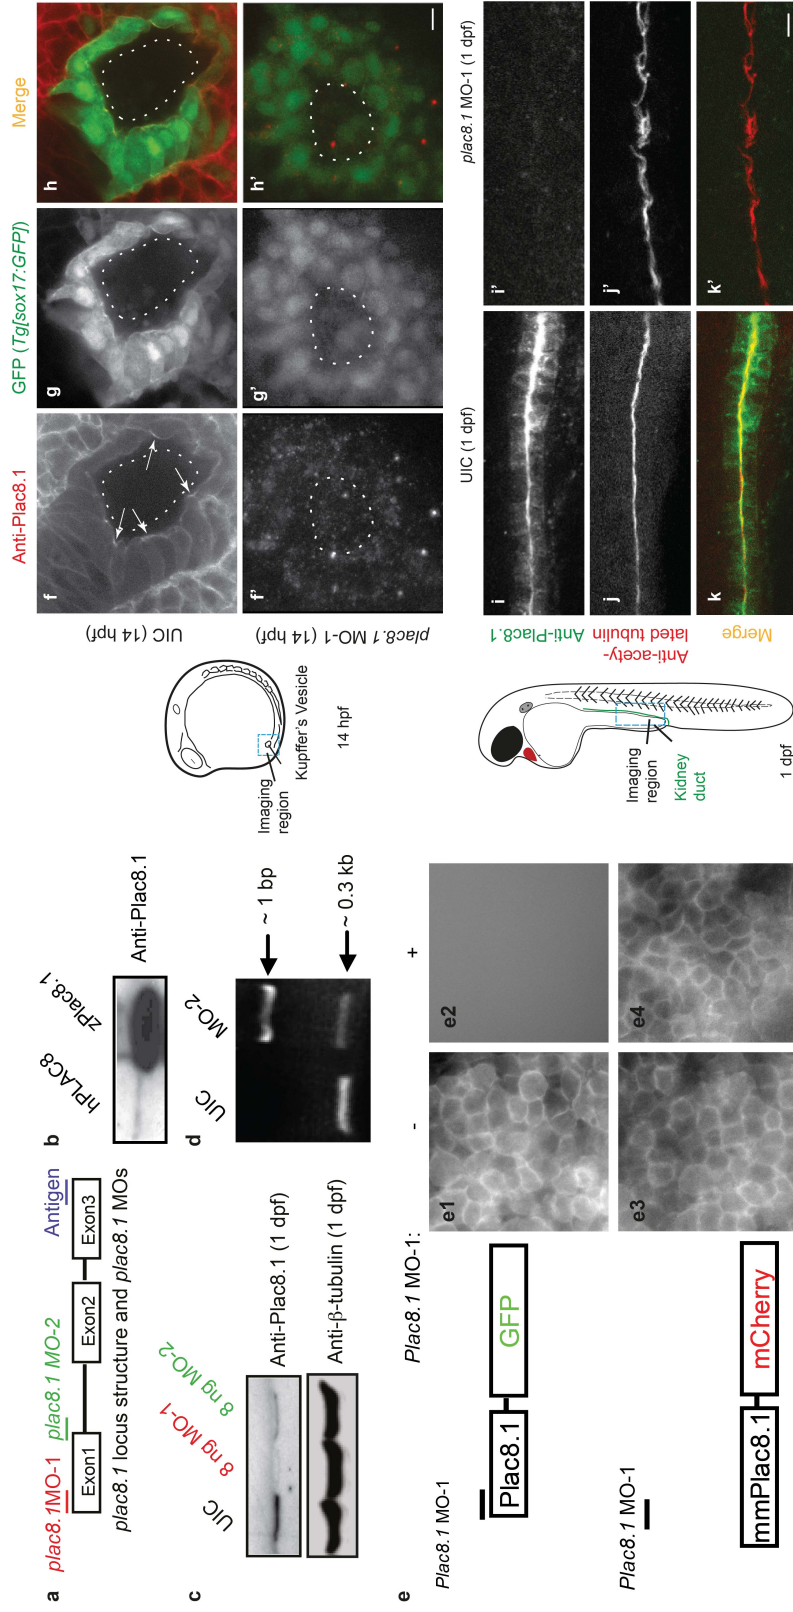 a
plac8.1MO-1
plac8.1 MO-2
Antigen
Exon1
Exon2
Exon3
plac8.1 locus structure and plac8.1 MOs
b
hPLAC8
zPlac8.1
Anti-Plac8.1
c
UIC
8 ng MO-1
8 ng MO-2
Anti-Plac8.1 (1 dpf)
Anti-β-tubulin (1 dpf)
d
UIC
MO-2
~ 1 bp
~ 0.3 kb
e
Plac8.1 MO-1:
-
+
Plac8.1 MO-1
Plac8.1
GFP
e1
e2
Plac8.1 MO-1
mmPlac8.1
mCherry
e3
e4
Imaging
region
Kupffer's Vesicle
14 hpf
Anti-Plac8.1
GFP (Tg[sox17:GFP])
Merge
UIC (14 hpf)
f
g
h
plac8.1 MO-1 (14 hpf)
f'
g'
h'
Imaging
region
Kidney
duct
1 dpf
UIC (1 dpf)
plac8.1 MO-1 (1 dpf)
Anti-Plac8.1
i
i'
Anti-acety-
lated tubulin
j
j'
Merge
k
k'